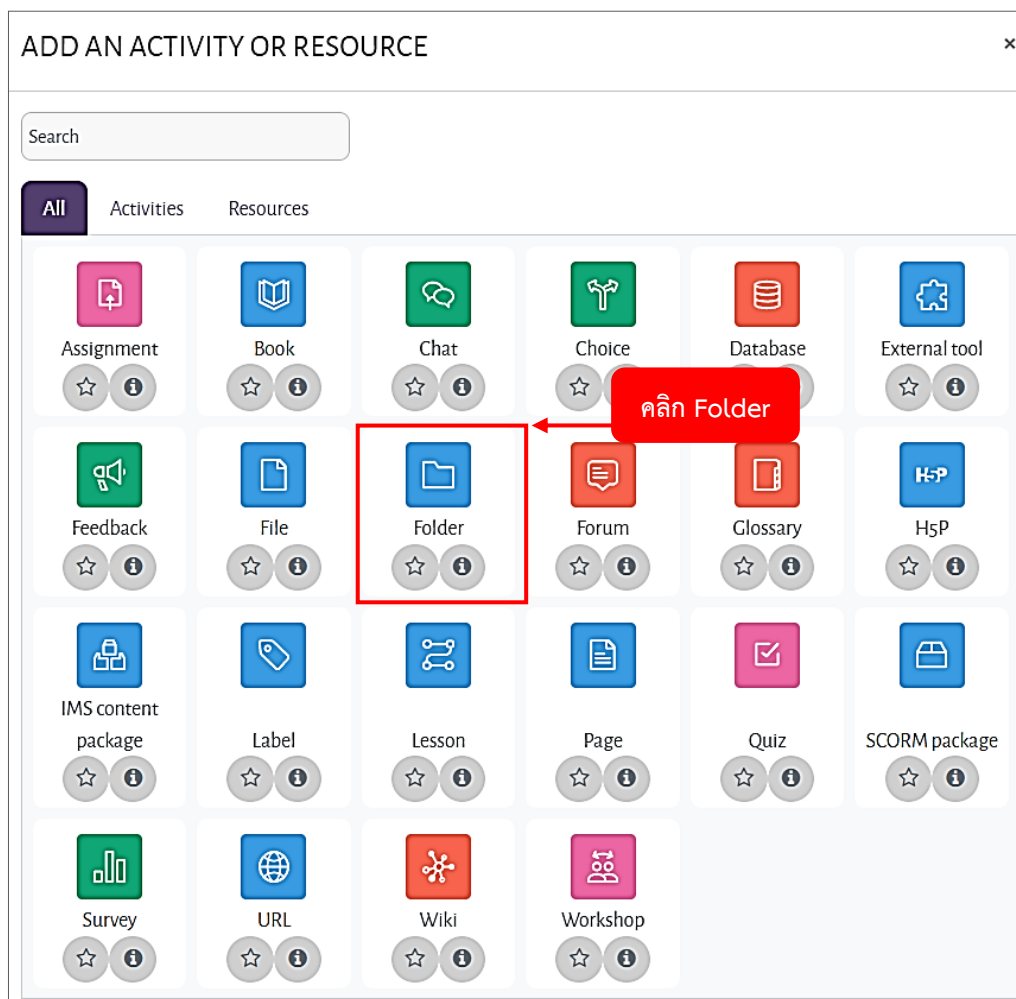 ADD AN ACTIVITY OR RESOURCE
×
Search
All Activities Resources
Assignment Book Chat Choice Database External tool
คลิก Folder
Feedback File Folder Forum Glossary H5P
H5P
IMS content
package Label Lesson Page Quiz SCORM package
Survey URL Wiki Workshop